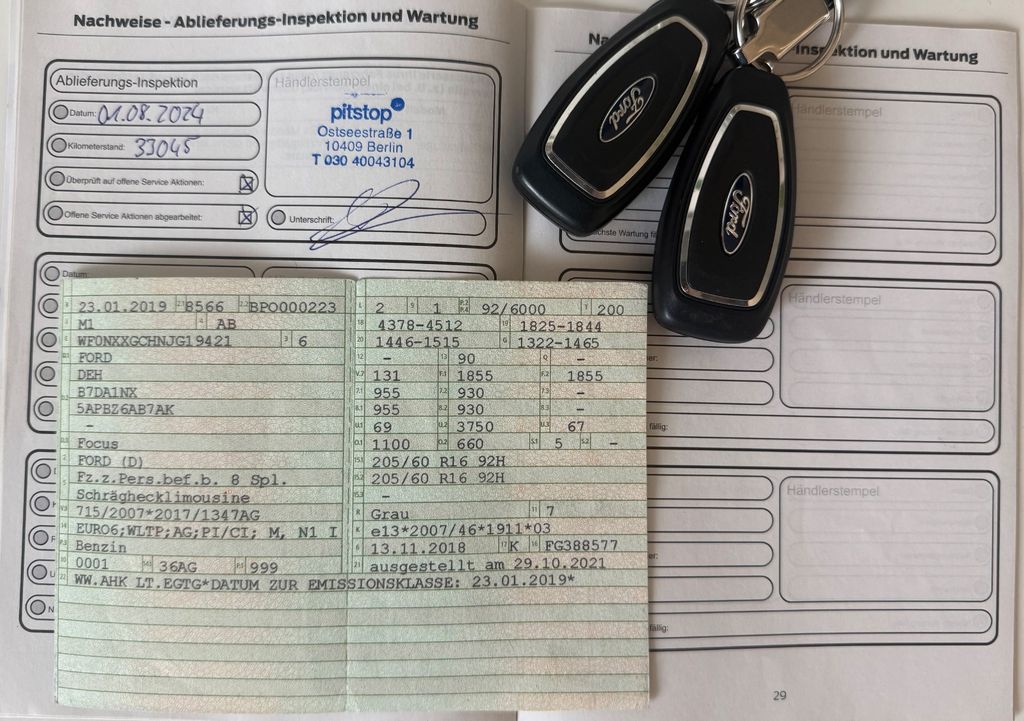 Nachweise - Ablieferungs-Inspektion und Wartung
Ablieferungs-Inspektion
Datum: 01.08.2024
Kilometerstand: 33045
Überprüft auf offene Service Aktionen:
Offene Service Aktionen abgearbeitet:
Händlerstempel
pitstop
Ostseestraße 1
10409 Berlin
T 030 40043104
Unterschrift:
Datum:
Inspektion und Wartung
Händlerstempel
Händlerstempel
fällig:
Händlerstempel
fällig:
29
Ford
Ford
23.01.2019 8566 BPO000223
M1 AB
WF0NXXGCHNJG19421 6
FORD
DEH
B7DA1NX
5APBZ6AB7AK
-
Focus
FORD (D)
Fz.z.Pers.bef.b. 8 Spl.
Schräghecklimousine
715/2007*2017/1347AG
EURO6;WLTP;AG;PI/CI; M, N1 I
Benzin
0001 36AG 999
WW.AHK LT.EGTG*DATUM ZUR EMISSIONSKLASSE: 23.01.2019*
2 1 92/6000 200
4378-4512 1825-1844
1446-1515 1322-1465
- 90 -
131 1855 1855
955 930 -
955 930 -
69 3750 67
1100 660 5 -
205/60 R16 92H
205/60 R16 92H
-
Grau 7
e13*2007/46*1911*03
13.11.2018 K FG388577
ausgestellt am 29.10.2021